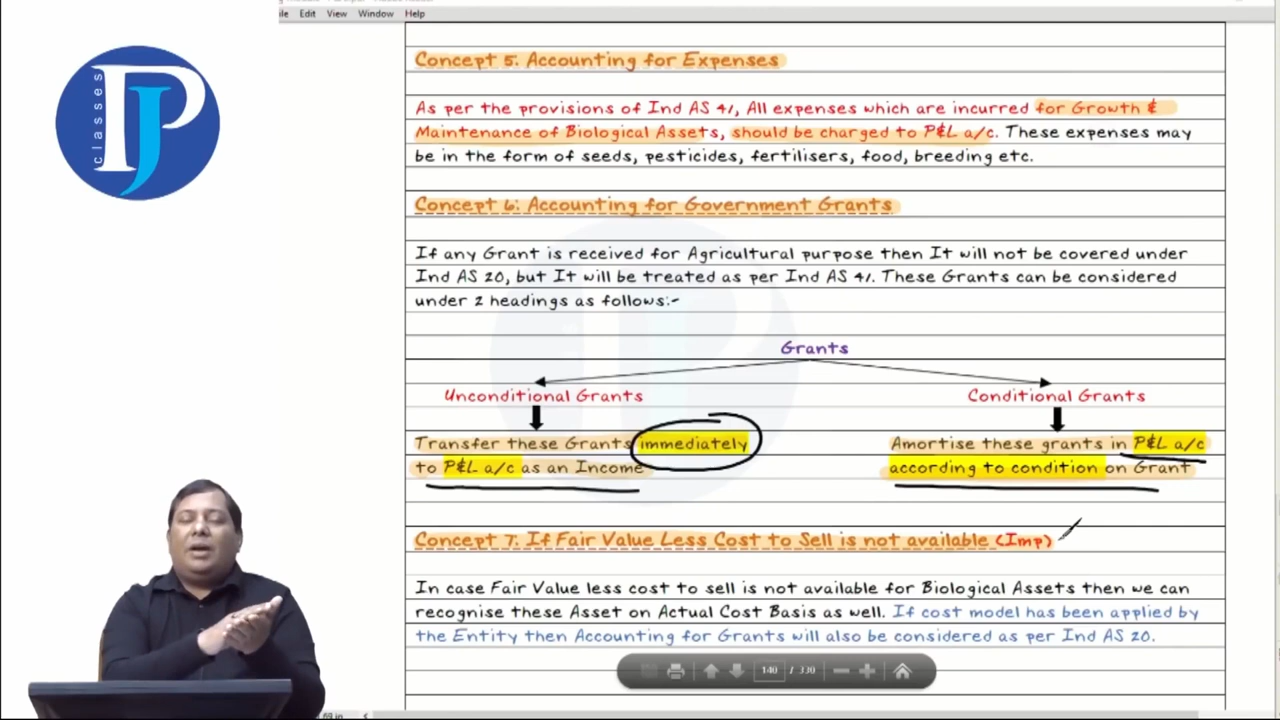 classes
PJ
Edit View Window Help
Concept 5: Accounting for Expenses
As per the provisions of Ind AS 41, All expenses which are incurred for Growth &
Maintenance of Biological Assets, should be charged to P&L a/c. These expenses may
be in the form of seeds, pesticides, fertilisers, food, breeding etc.
Concept 6: Accounting for Government Grants
If any Grant is received for Agricultural purpose then It will not be covered under
Ind AS 20, but It will be treated as per Ind AS 41. These Grants can be considered
under 2 headings as follows:-
Grants
Unconditional Grants
Conditional Grants
Transfer these Grants immediately
to P&L a/c as an Income
Amortise these grants in P&L a/c
according to condition on Grant
Concept 7: If Fair Value Less Cost to Sell is not available (Imp)
In case Fair Value less cost to sell is not available for Biological Assets then we can
recognise these Asset on Actual Cost Basis as well. If cost model has been applied by
the Entity then Accounting for Grants will also be considered as per Ind AS 20.
140 / 330